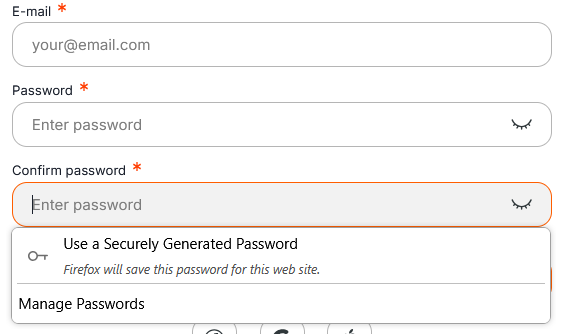 E-mail *
your@email.com
Password *
Enter password
Confirm password *
Enter password
Use a Securely Generated Password
Firefox will save this password for this web site.
Manage Passwords